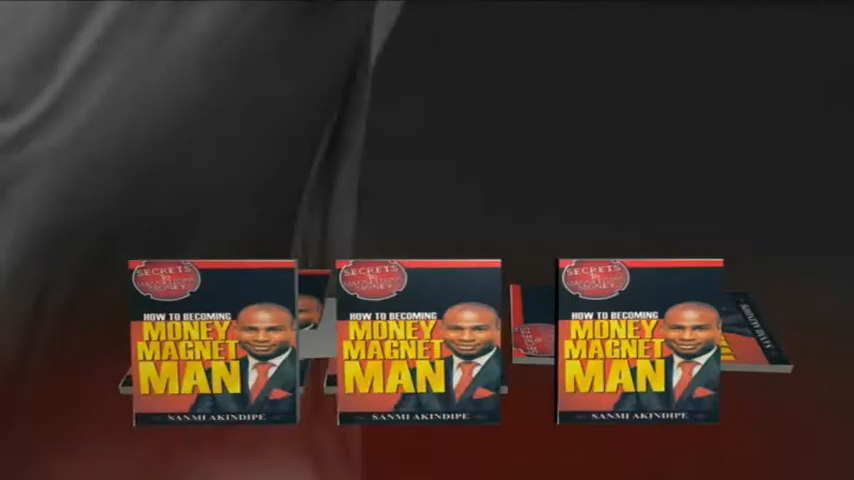 SECRETS
HOW TO BECOMING
MONEY
MAGNET
MAN
SANMI AKINDIPE
SECRETS
MONEY
HOW TO BECOMING
MONEY
MAGNET
MAN
SANMI AKINDIPE
SECRETS
HOW TO BECOMING
MONEY
MAGNET
MAN
SANMI AKINDIPE